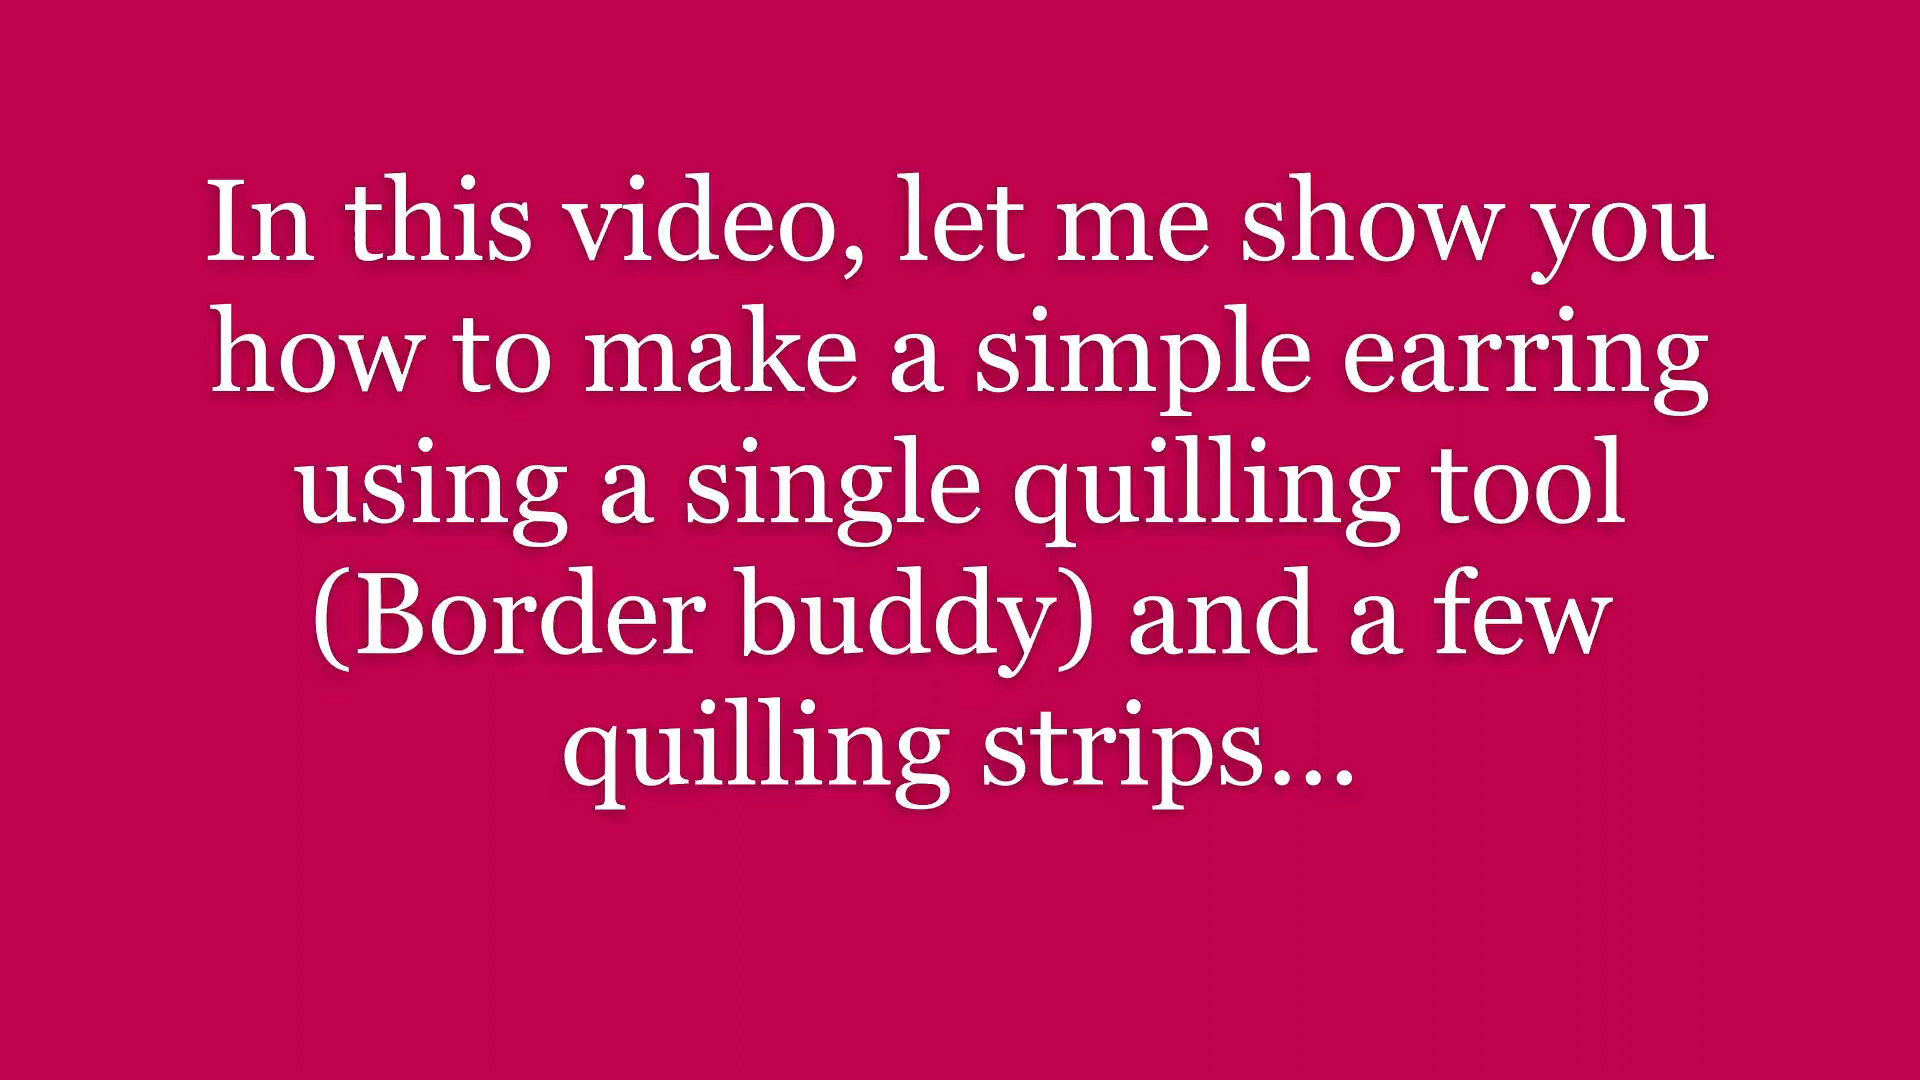 In this video, let me show you
how to make a simple earring
using a single quilling tool
(Border buddy) and a few
quilling strips...